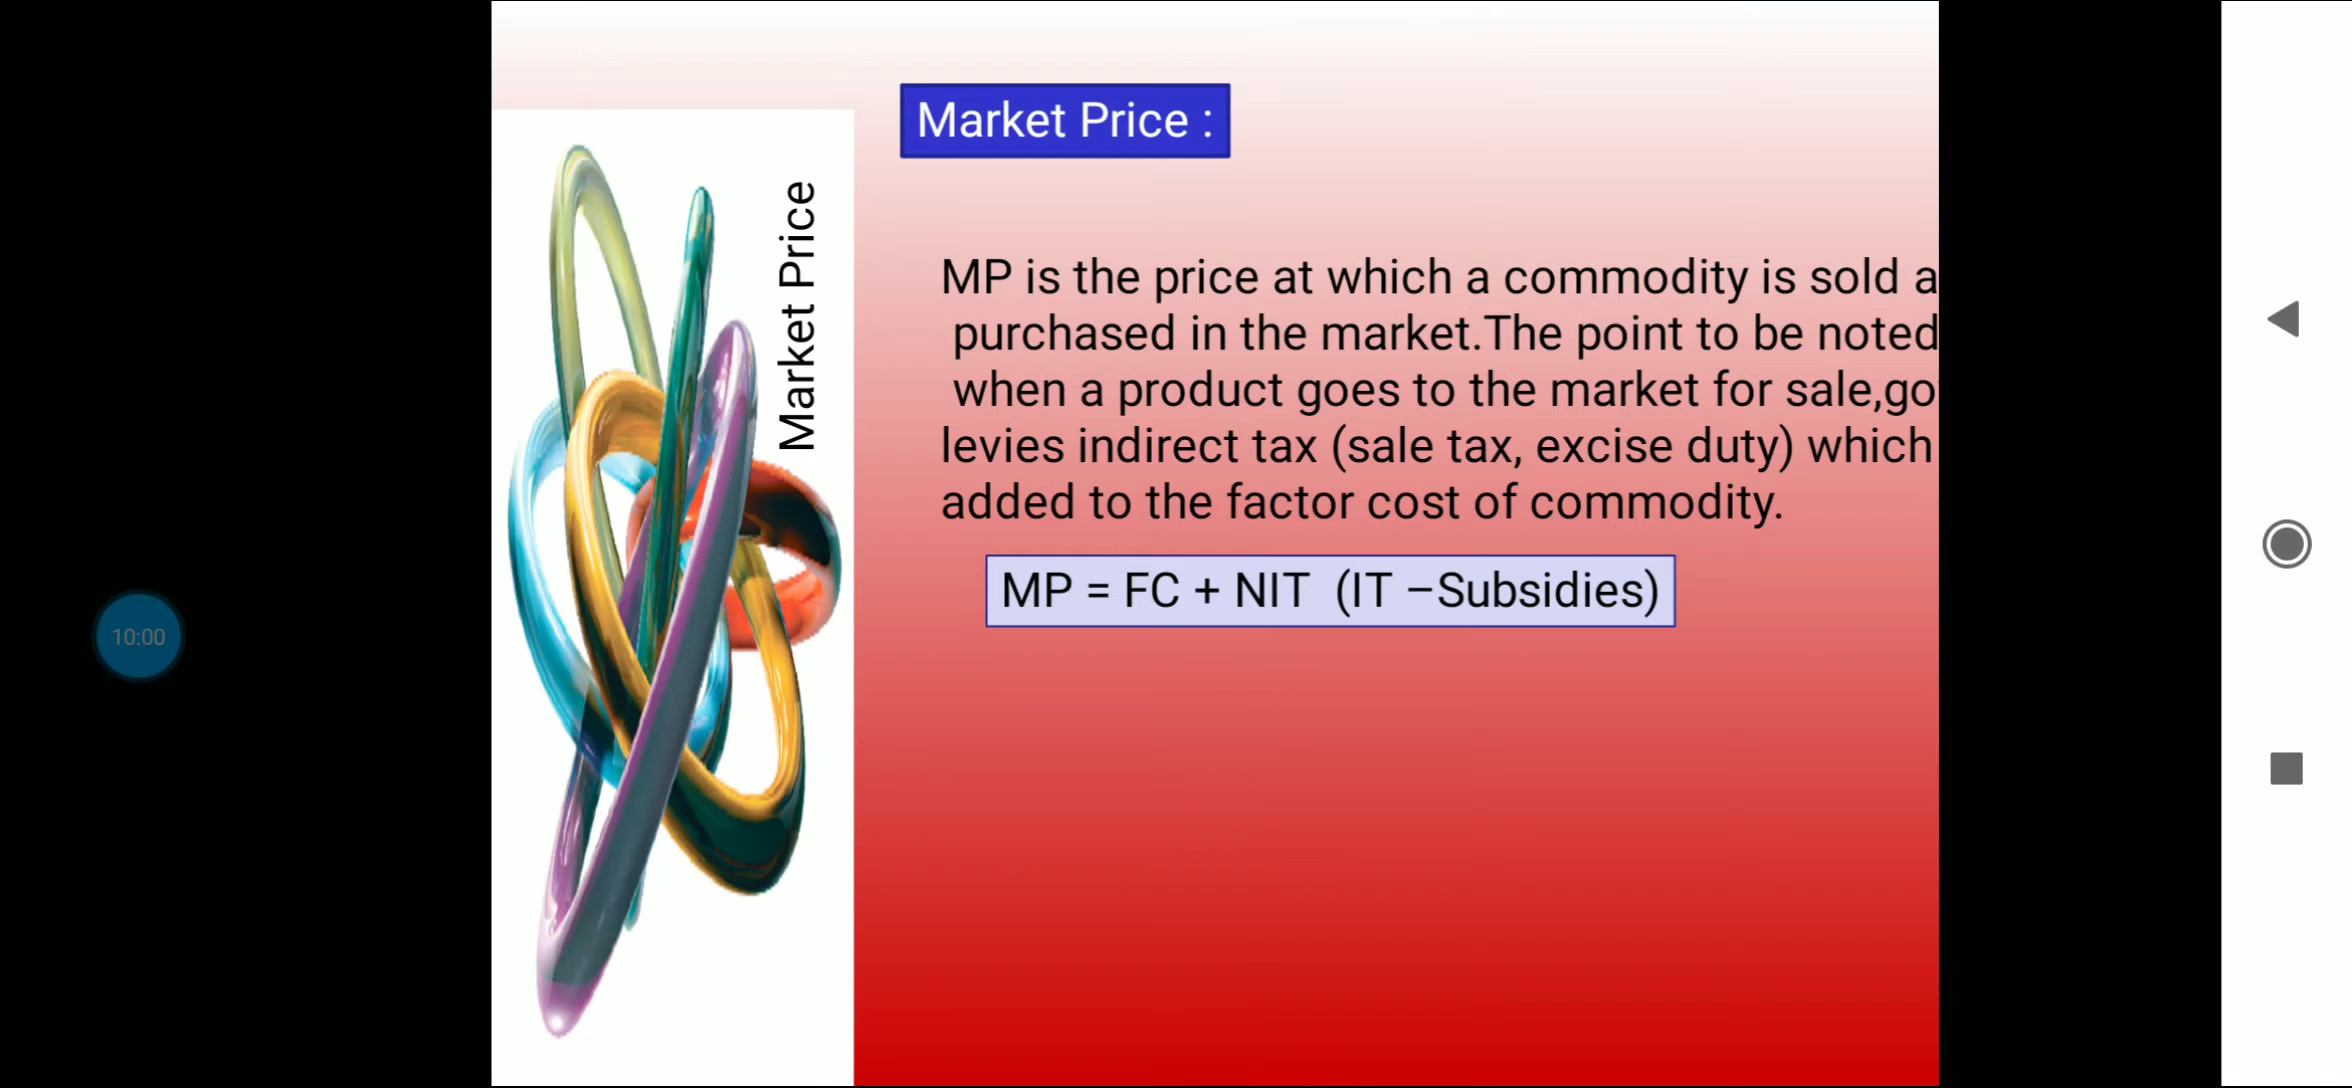 Market Price :
Market Price
MP is the price at which a commodity is sold a
purchased in the market.The point to be noted
when a product goes to the market for sale,go
levies indirect tax (sale tax, excise duty) which
added to the factor cost of commodity.
MP = FC + NIT (IT –Subsidies)
10:00